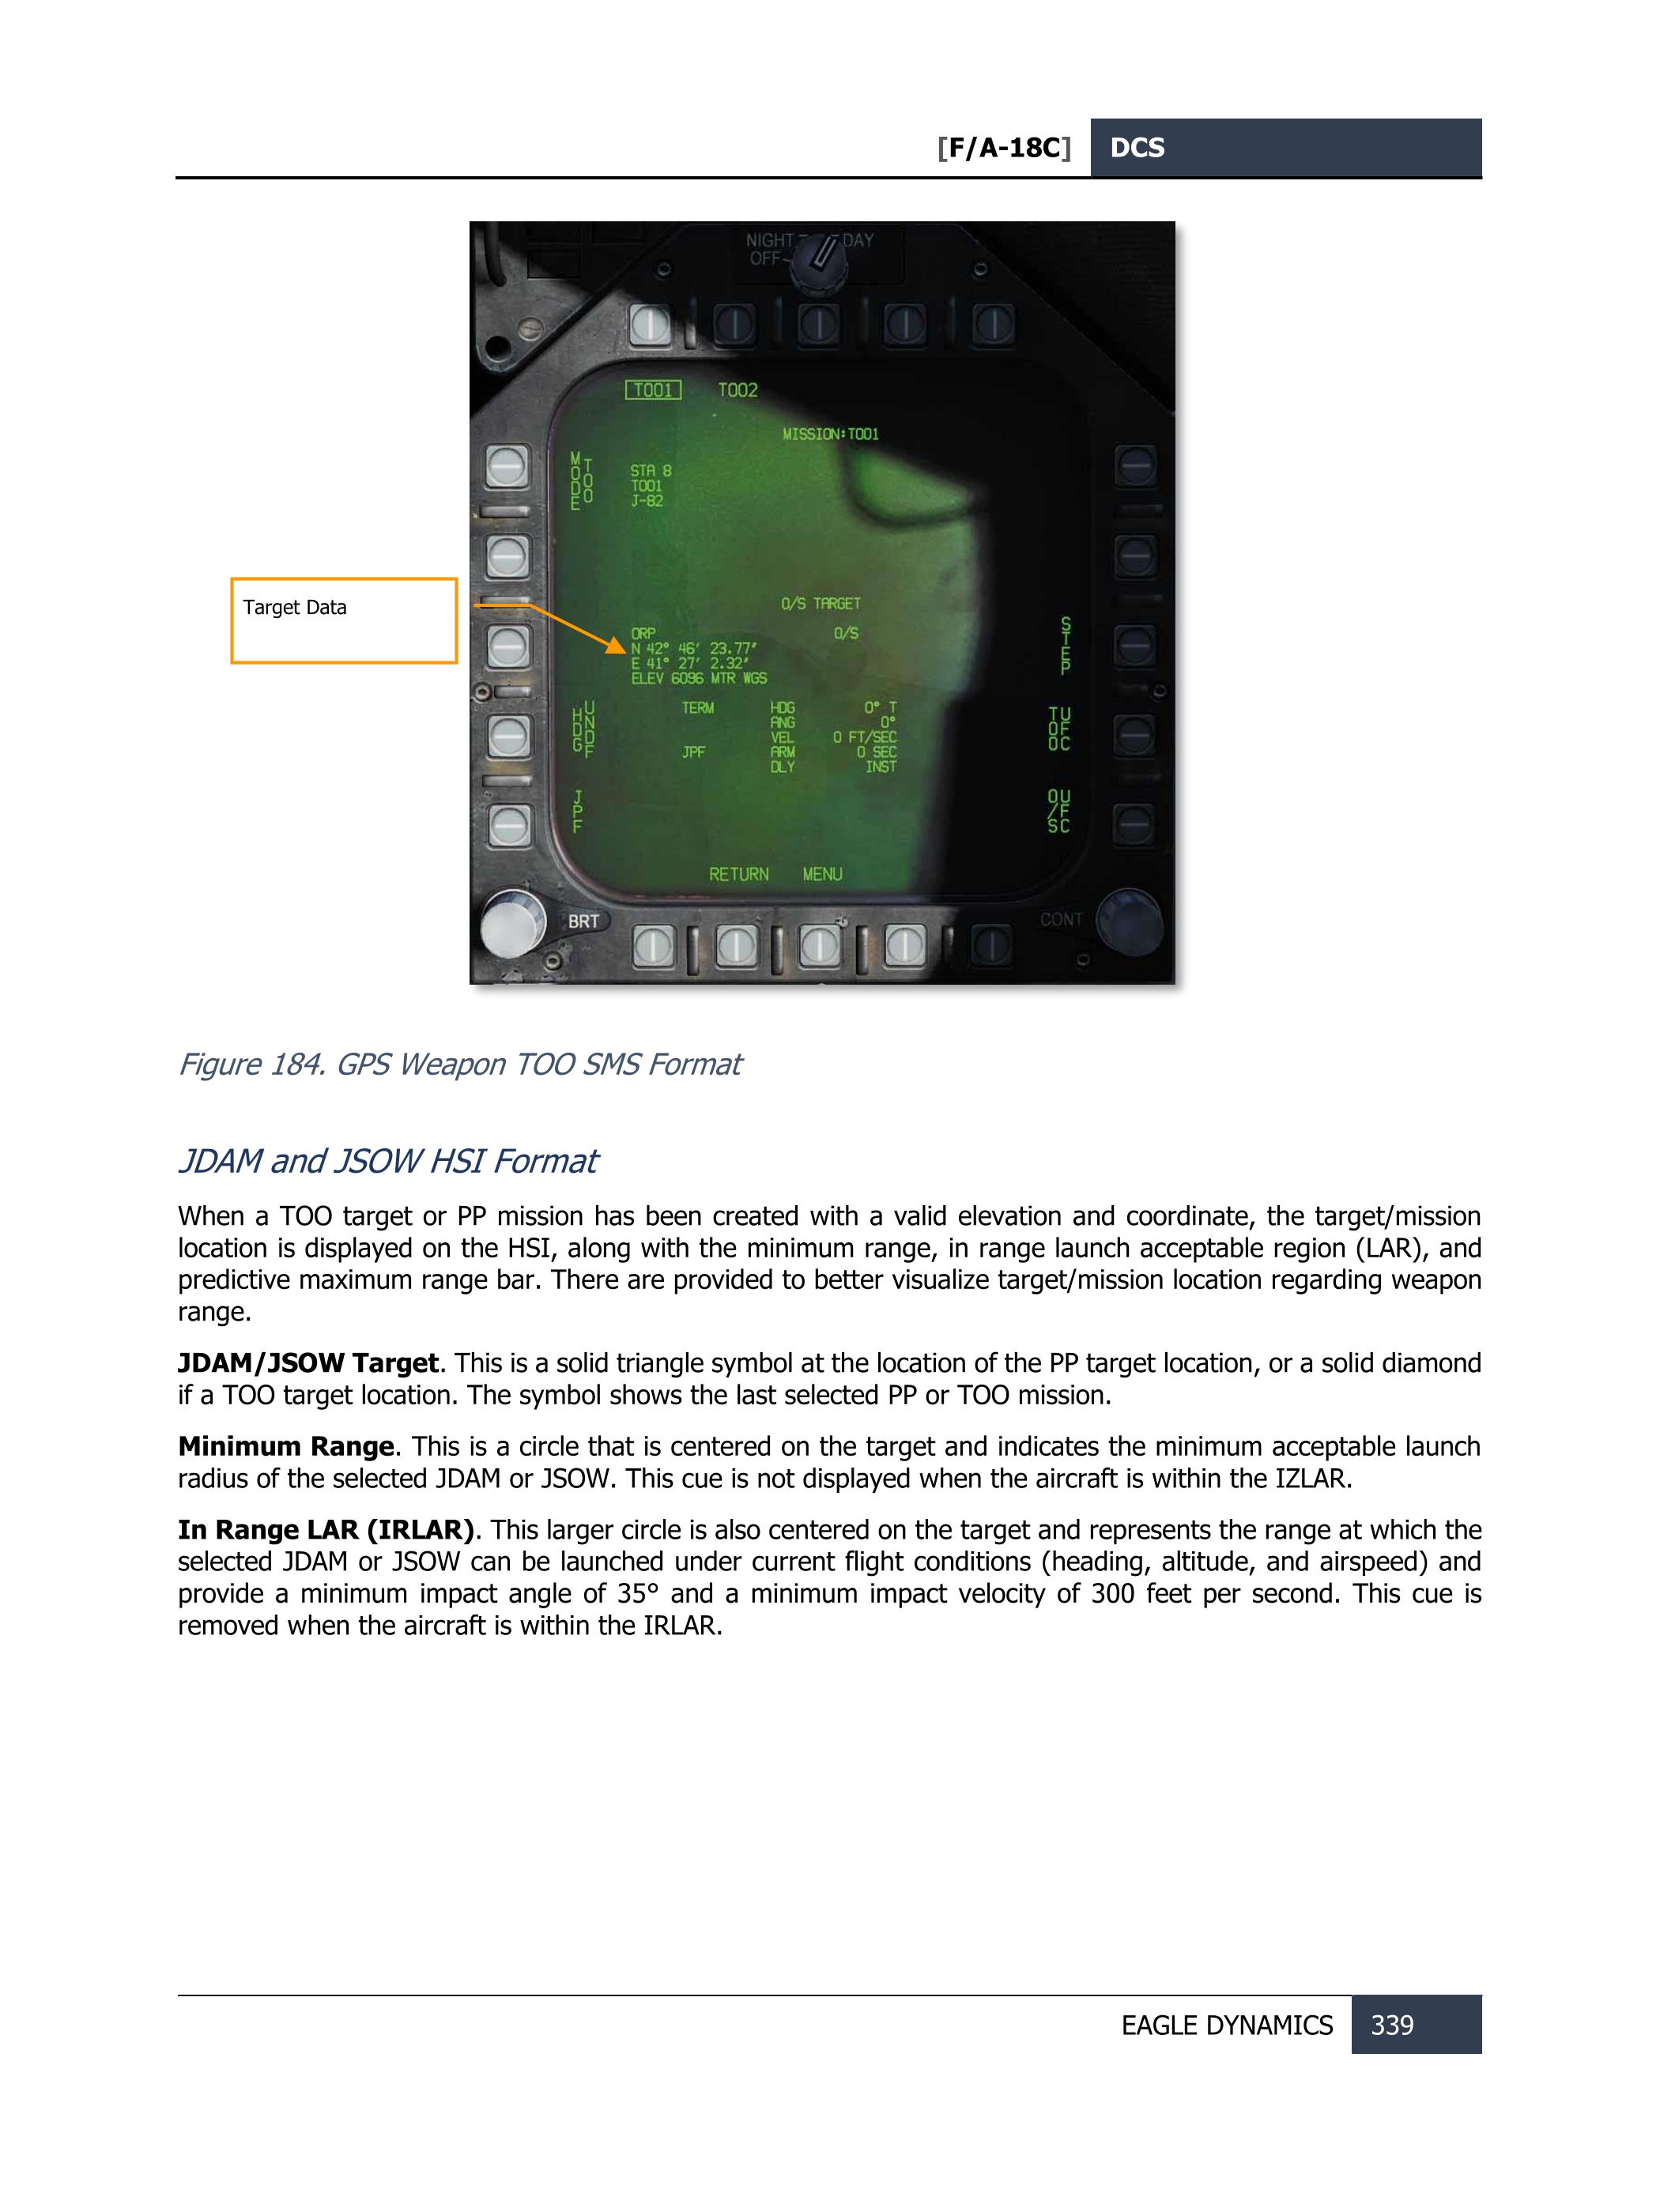 [F/A-18C] DCS
NIGHT DAY
OFF
TOO1 TOO2
MISSION:TOO1
MODE TOO
STA 8
TOO1
J-82
Target Data
O/S TARGET
ORP O/S
N 42° 46′ 23.77″
E 41° 27′ 2.32″
ELEV 6096 MTR WGS
STEP
HDG UNDF
TERM HDG 0° T
ANG 0°
VEL 0 FT/SEC
JPF ARM 0 SEC
DLY INST
TOO UFC
JPF
O/S UFC
RETURN MENU
BRT CONT
Figure 184. GPS Weapon TOO SMS Format
JDAM and JSOW HSI Format
When a TOO target or PP mission has been created with a valid elevation and coordinate, the target/mission
location is displayed on the HSI, along with the minimum range, in range launch acceptable region (LAR), and
predictive maximum range bar. There are provided to better visualize target/mission location regarding weapon
range.
JDAM/JSOW Target. This is a solid triangle symbol at the location of the PP target location, or a solid diamond
if a TOO target location. The symbol shows the last selected PP or TOO mission.
Minimum Range. This is a circle that is centered on the target and indicates the minimum acceptable launch
radius of the selected JDAM or JSOW. This cue is not displayed when the aircraft is within the IZLAR.
In Range LAR (IRLAR). This larger circle is also centered on the target and represents the range at which the
selected JDAM or JSOW can be launched under current flight conditions (heading, altitude, and airspeed) and
provide a minimum impact angle of 35° and a minimum impact velocity of 300 feet per second. This cue is
removed when the aircraft is within the IRLAR.
EAGLE DYNAMICS 339